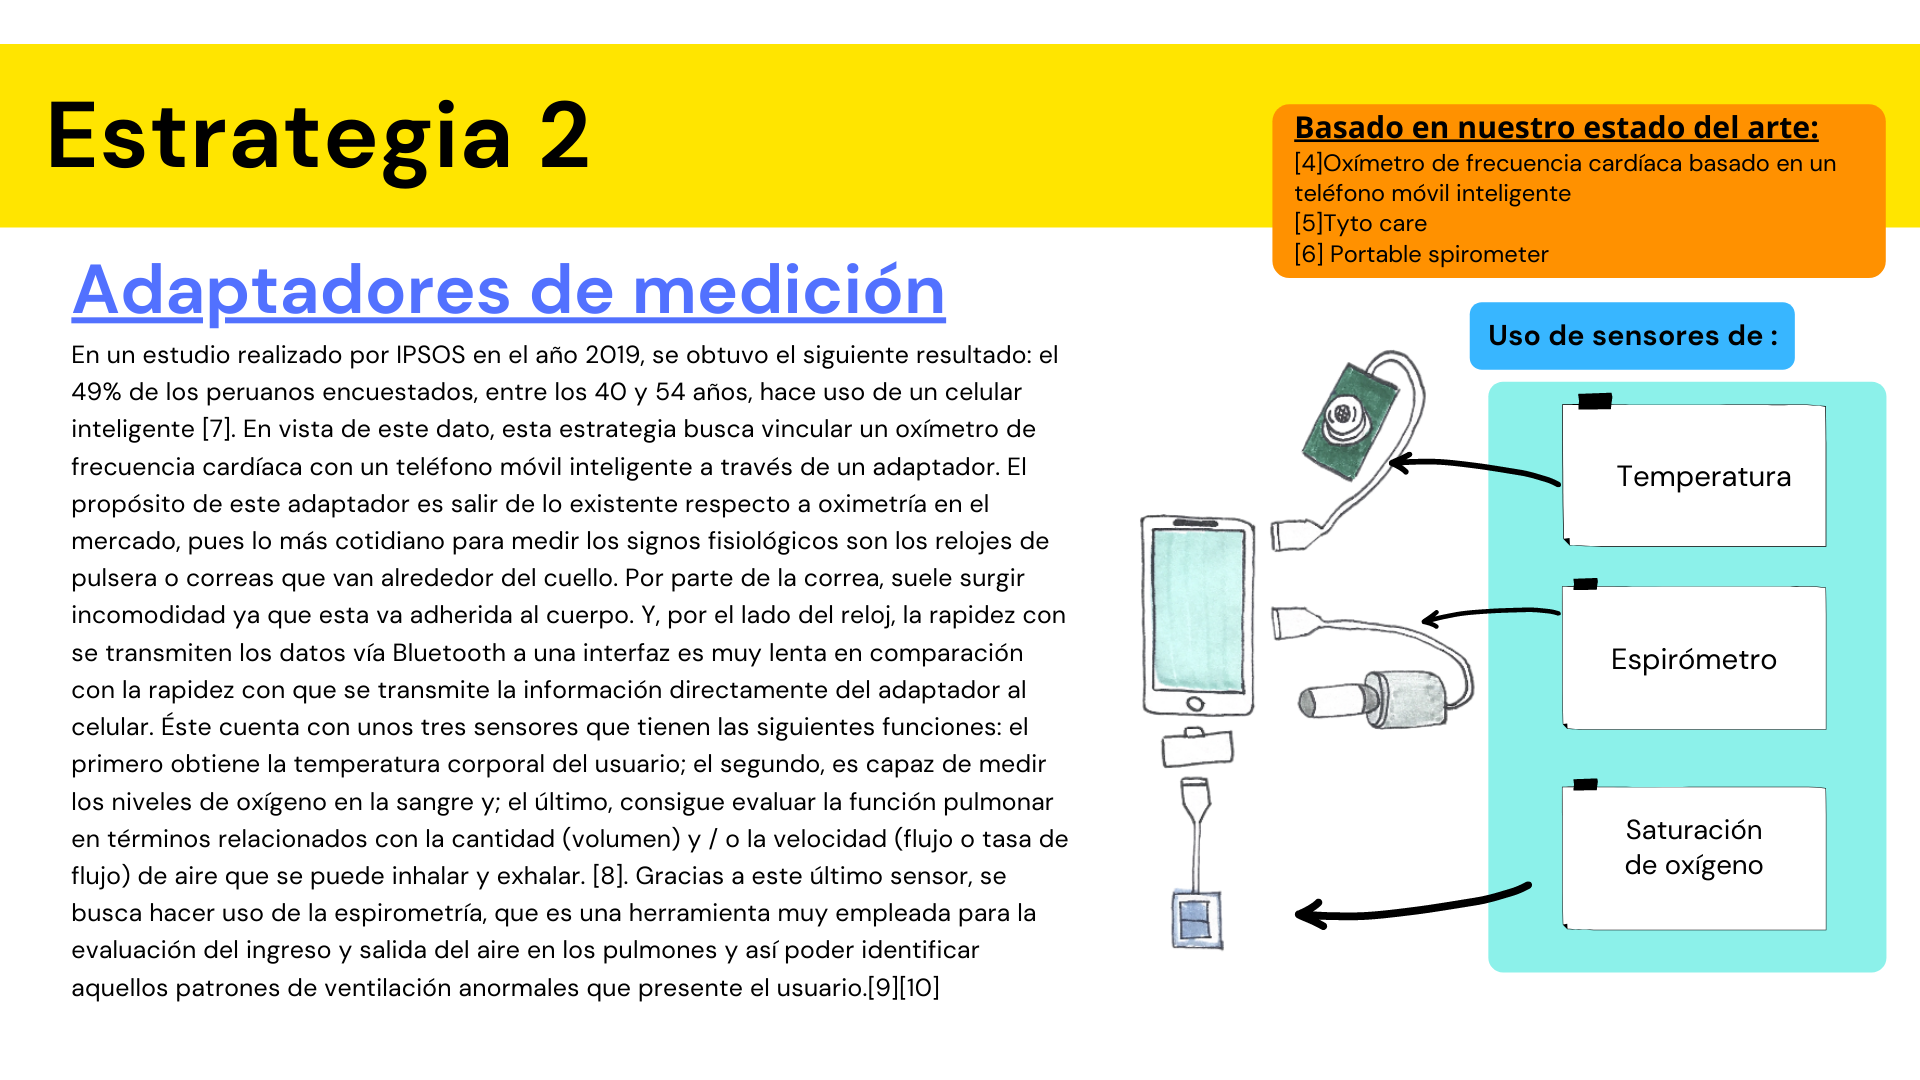 Estrategia 2
Basado en nuestro estado del arte:
[4]Oxímetro de frecuencia cardíaca basado en un
teléfono móvil inteligente
[5]Tyto care
[6] Portable spirometer
Adaptadores de medición
En un estudio realizado por IPSOS en el año 2019, se obtuvo el siguiente resultado: el
49% de los peruanos encuestados, entre los 40 y 54 años, hace uso de un celular
inteligente [7]. En vista de este dato, esta estrategia busca vincular un oxímetro de
frecuencia cardíaca con un teléfono móvil inteligente a través de un adaptador. El
propósito de este adaptador es salir de lo existente respecto a oximetría en el
mercado, pues lo más cotidiano para medir los signos fisiológicos son los relojes de
pulsera o correas que van alrededor del cuello. Por parte de la correa, suele surgir
incomodidad ya que esta va adherida al cuerpo. Y, por el lado del reloj, la rapidez con
se transmiten los datos vía Bluetooth a una interfaz es muy lenta en comparación
con la rapidez con que se transmite la información directamente del adaptador al
celular. Éste cuenta con unos tres sensores que tienen las siguientes funciones: el
primero obtiene la temperatura corporal del usuario; el segundo, es capaz de medir
los niveles de oxígeno en la sangre y; el último, consigue evaluar la función pulmonar
en términos relacionados con la cantidad (volumen) y / o la velocidad (flujo o tasa de
flujo) de aire que se puede inhalar y exhalar. [8]. Gracias a este último sensor, se
busca hacer uso de la espirometría, que es una herramienta muy empleada para la
evaluación del ingreso y salida del aire en los pulmones y así poder identificar
aquellos patrones de ventilación anormales que presente el usuario.[9][10]
Uso de sensores de :
Temperatura
Espirómetro
Saturación
de oxígeno